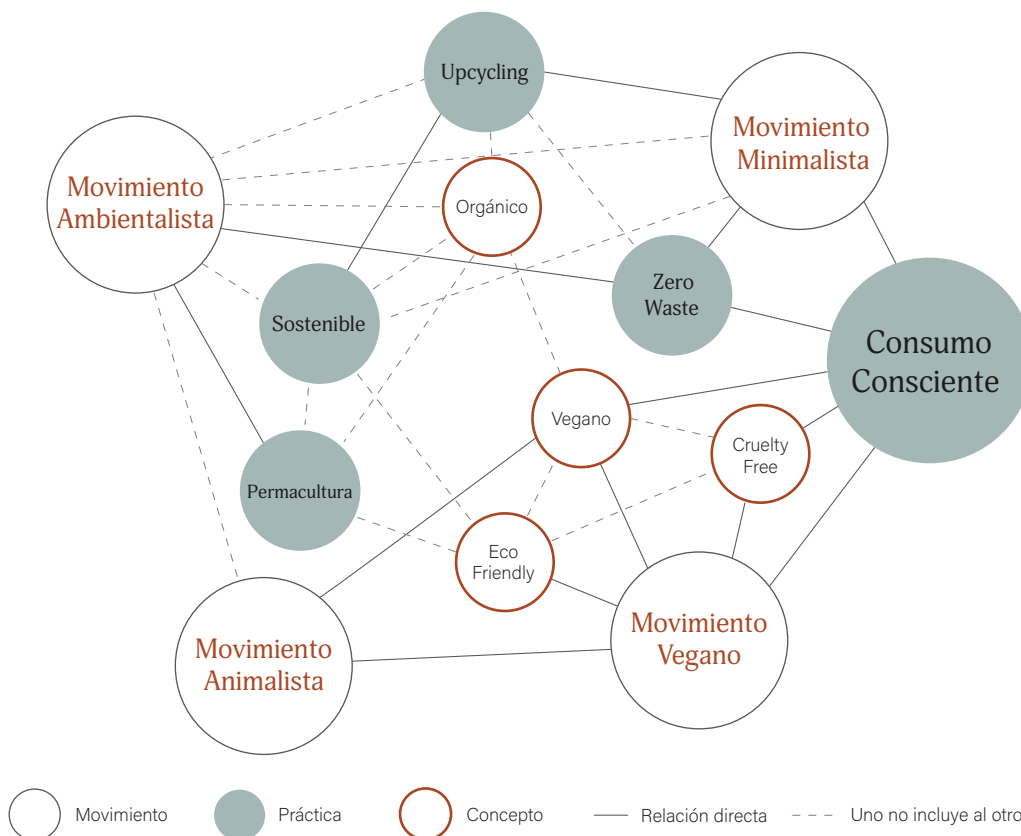 Upcycling
Movimiento
Minimalista
Movimiento
Ambientalista
Orgánico
Zero
Waste
Sostenible
Consumo
Consciente
Vegano
Cruelty
Free
Permacultura
Eco
Friendly
Movimiento
Vegano
Movimiento
Animalista
Movimiento
Práctica
Concepto
Relación directa
Uno no incluye al otro